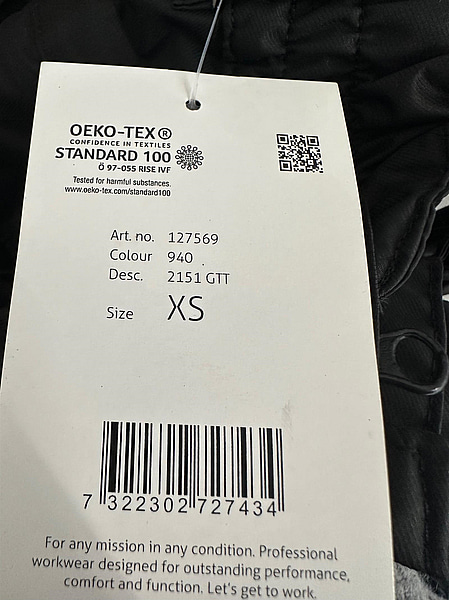 OEKO-TEX®
CONFIDENCE IN TEXTILES
STANDARD 100
Ö 97-055 RISE IVF
Tested for harmful substances.
www.oeko-tex.com/standard100
Art. no. 127569
Colour 940
Desc. 2151 GTT
Size XS
7 322302 727434
For any mission in any condition. Professional
workwear designed for outstanding performance,
comfort and function. Let's get to work.